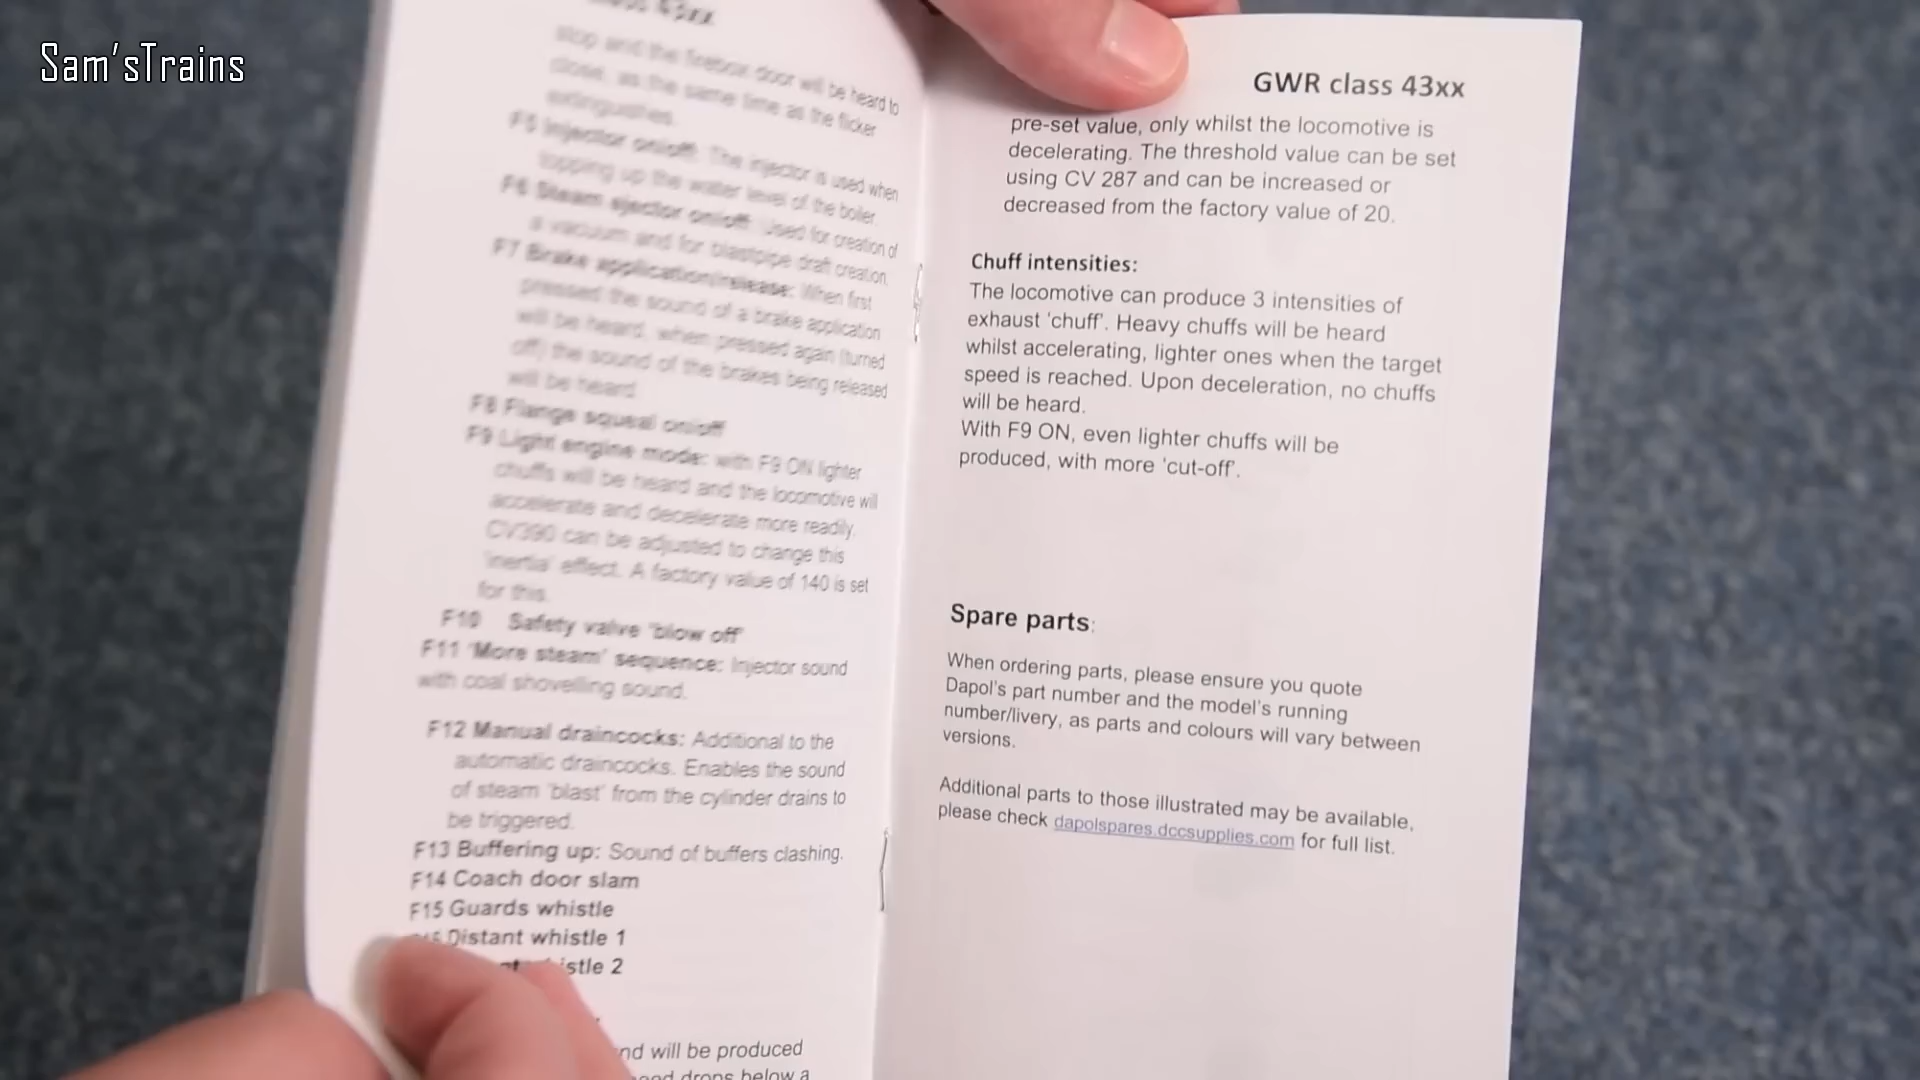 Sam'sTrains
class 43xx
stop and the firebox door will be heard to
close, as the same time as the flicker
extinguishes.
F5 Injector on/off: The injector is used when
topping up the water level of the boiler.
F6 Steam ejector on/off: Used for creation of
a vacuum and for blastpipe draft creation.
F7 Brake application/release: When first
pressed the sound of a brake application
will be heard, when pressed again (turned
off) the sound of the brakes being released
will be heard.
F8 Flange squeal on/off
F9 Light engine mode: with F9 ON lighter
chuffs will be heard and the locomotive will
accelerate and decelerate more readily.
CV390 can be adjusted to change this
'inertia' effect. A factory value of 140 is set
for this.
F10 Safety valve 'blow off'
F11 'More steam' sequence: Injector sound
with coal shovelling sound.
F12 Manual draincocks: Additional to the
automatic draincocks. Enables the sound
of steam 'blast' from the cylinder drains to
be triggered.
F13 Buffering up: Sound of buffers clashing.
F14 Coach door slam
F15 Guards whistle
Distant whistle 1
2
will be produced
drops below a
GWR class 43xx
pre-set value, only whilst the locomotive is
decelerating. The threshold value can be set
using CV 287 and can be increased or
decreased from the factory value of 20.
Chuff intensities:
The locomotive can produce 3 intensities of
exhaust 'chuff'. Heavy chuffs will be heard
whilst accelerating, lighter ones when the target
speed is reached. Upon deceleration, no chuffs
will be heard.
With F9 ON, even lighter chuffs will be
produced, with more 'cut-off'.
Spare parts:
When ordering parts, please ensure you quote
Dapol's part number and the model's running
number/livery, as parts and colours will vary between
versions.
Additional parts to those illustrated may be available,
please check dapolspares.dccsupplies.com for full list.